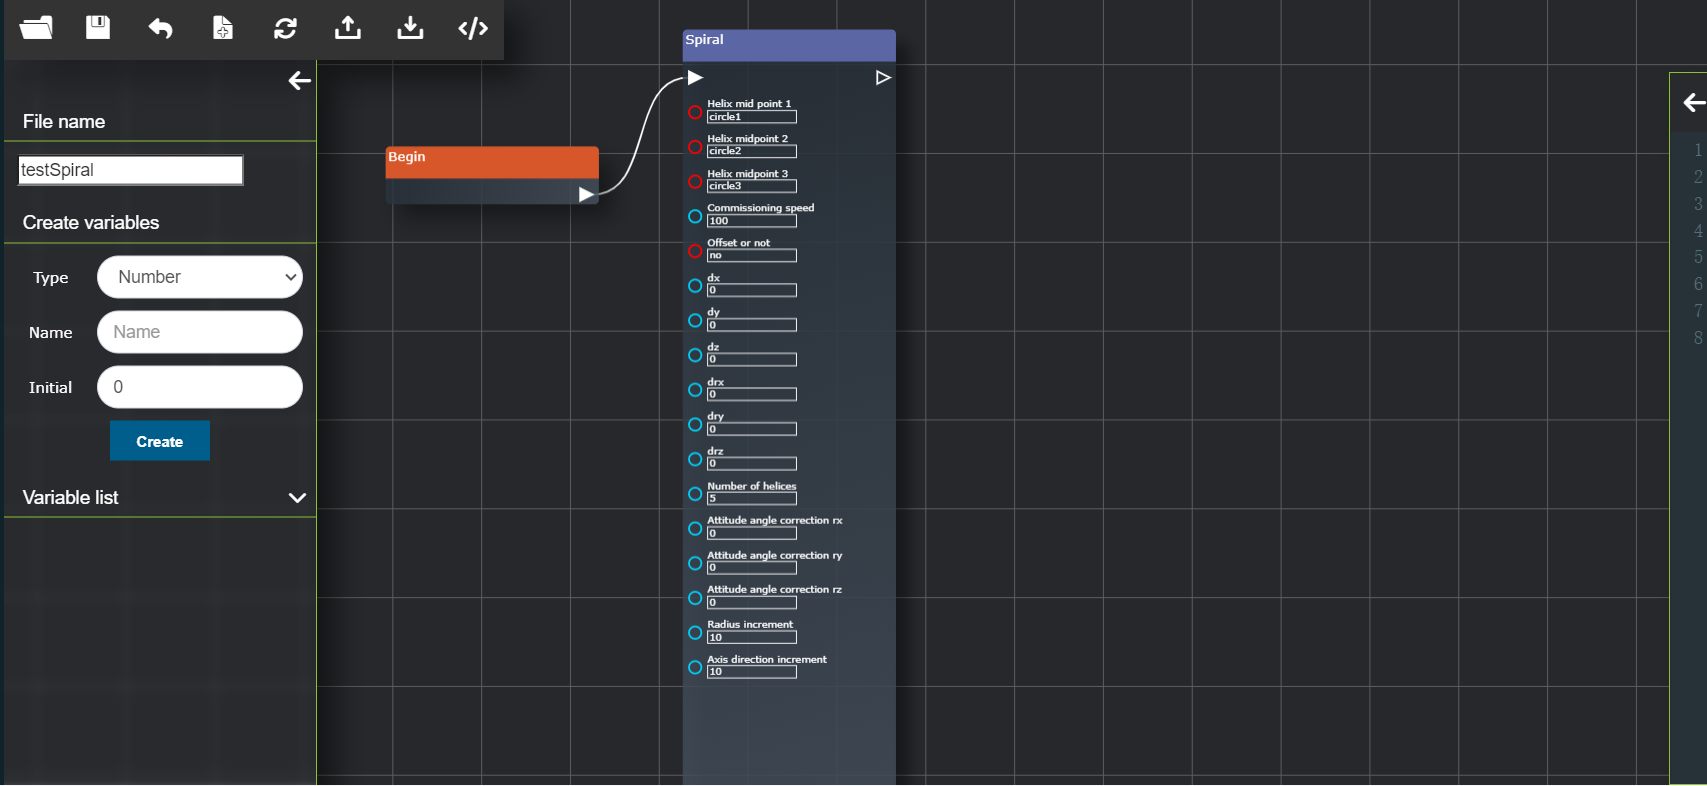 File name
testSpiral
Create variables
Type
Number
Name
Name
Initial
0
Create
Variable list
Begin
Spiral
Helix mid point 1
circle1
Helix midpoint 2
circle2
Helix midpoint 3
circle3
Commissioning speed
100
Offset or not
no
dx
0
dy
0
dz
0
drx
0
dry
0
drz
0
Number of helices
5
Attitude angle correction rx
0
Attitude angle correction ry
0
Attitude angle correction rz
0
Radius increment
10
Axis direction increment
10
1
2
3
4
5
6
7
8